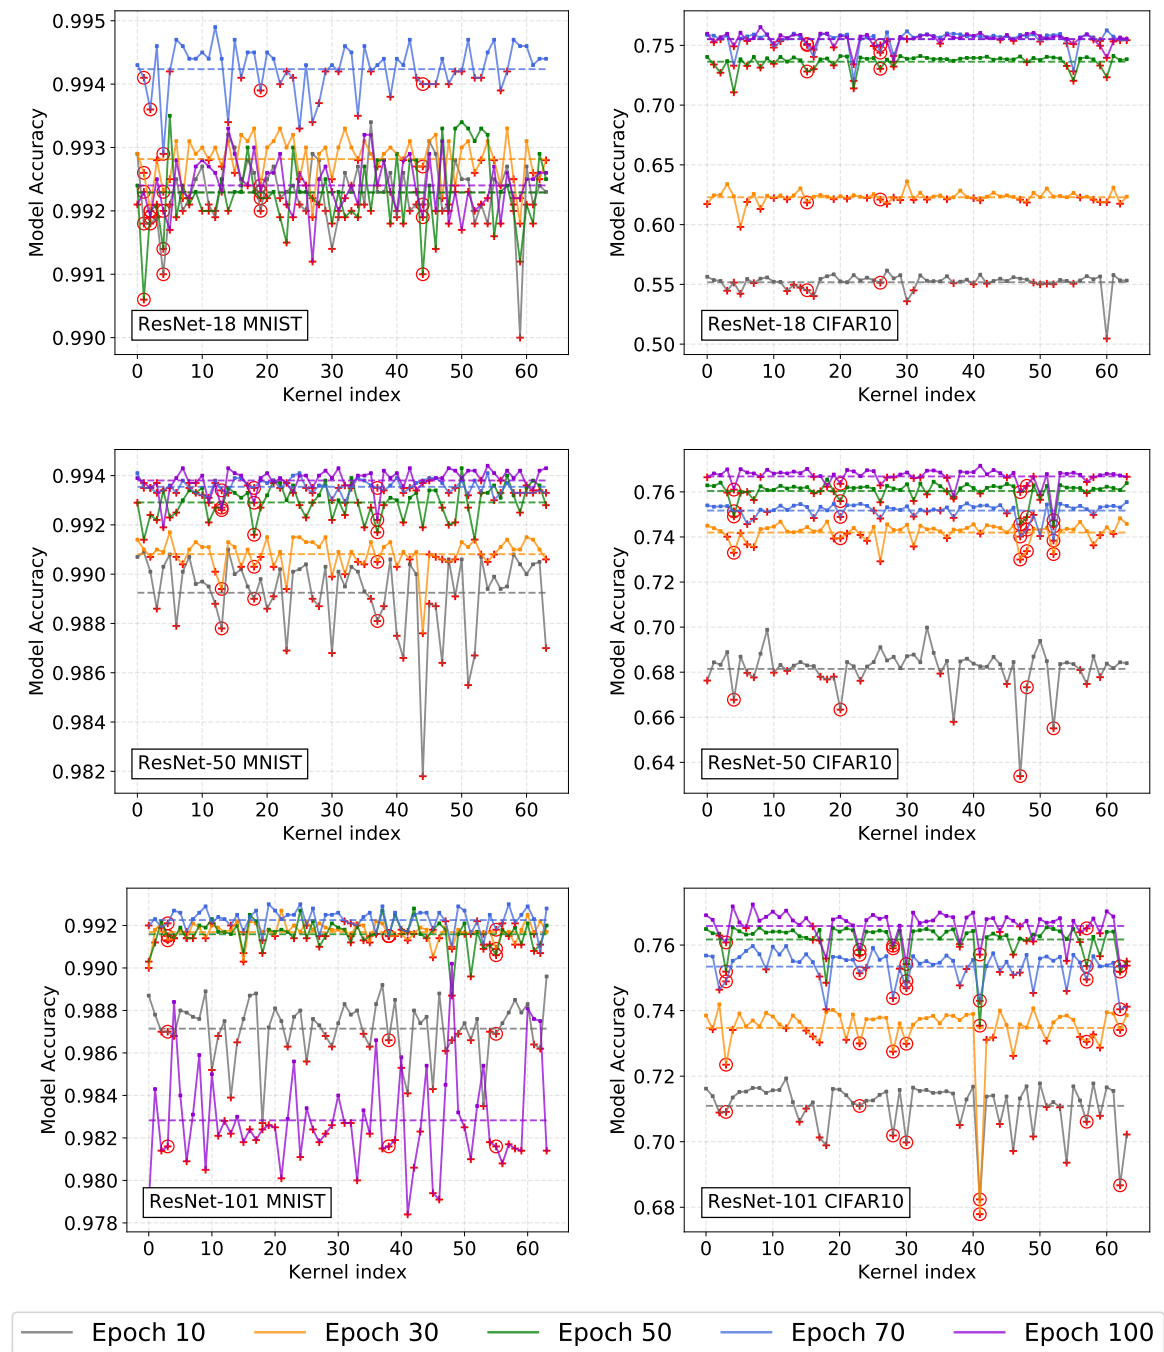 0.995
0.994
0.993
0.992
0.991
0.990
Model Accuracy
ResNet-18 MNIST
0 10 20 30 40 50 60
Kernel index
0.75
0.70
0.65
0.60
0.55
0.50
Model Accuracy
ResNet-18 CIFAR10
0 10 20 30 40 50 60
Kernel index
0.994
0.992
0.990
0.988
0.986
0.984
0.982
Model Accuracy
ResNet-50 MNIST
0 10 20 30 40 50 60
Kernel index
0.76
0.74
0.72
0.70
0.68
0.66
0.64
Model Accuracy
ResNet-50 CIFAR10
0 10 20 30 40 50 60
Kernel index
0.992
0.990
0.988
0.986
0.984
0.982
0.980
0.978
Model Accuracy
ResNet-101 MNIST
0 10 20 30 40 50 60
Kernel index
0.76
0.74
0.72
0.70
0.68
Model Accuracy
ResNet-101 CIFAR10
0 10 20 30 40 50 60
Kernel index
Epoch 10 Epoch 30 Epoch 50 Epoch 70 Epoch 100